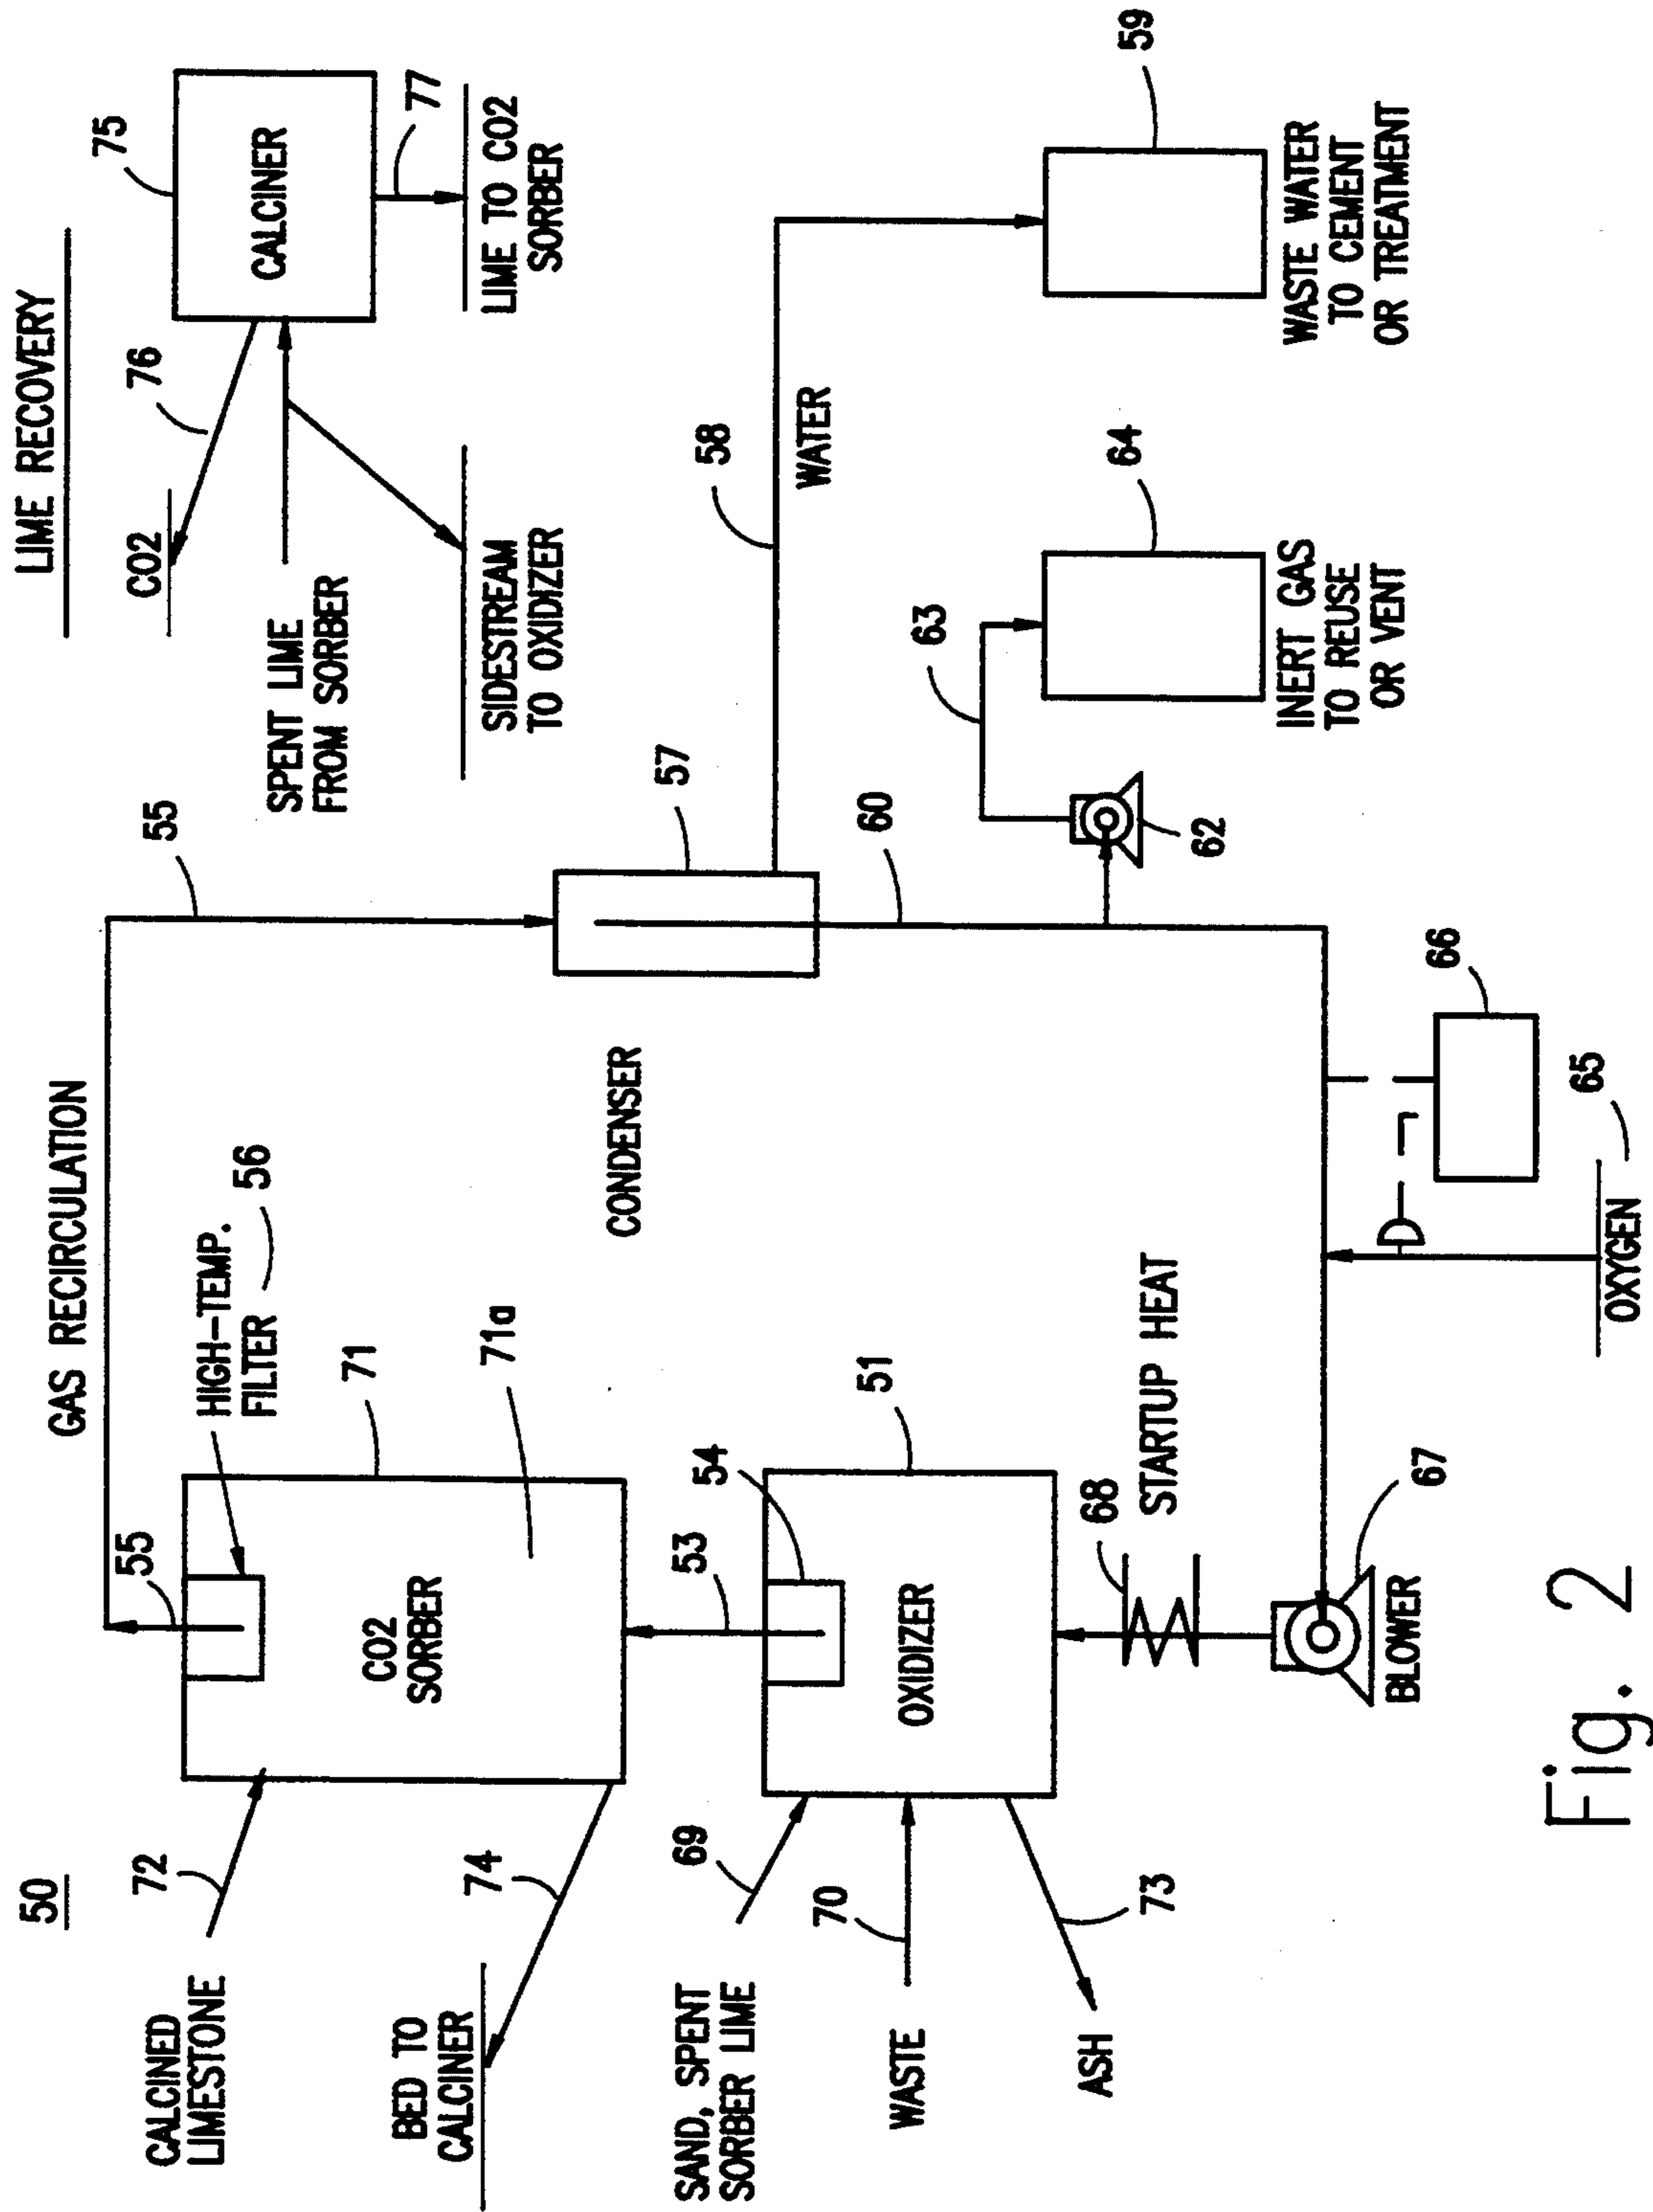 50
GAS RECIRCULATION
LIME RECOVERY
55
55
HIGH-TEMP.
FILTER
56
72
CALCINED
LIMESTONE
CO2
SORBER
71
71a
74
BED TO
CALCINER
CO2
76
75
CALCINER
SPENT LIME
FROM SORBER
77
SIDESTREAM
TO OXIDIZER
LIME TO CO2
SORBER
57
CONDENSER
58
WATER
59
WASTE WATER
TO CEMENT
OR TREATMENT
60
62
63
64
INERT GAS
TO REUSE
OR VENT
53
54
SAND, SPENT
SORBER LIME
69
70
WASTE
OXIDIZER
51
73
ASH
68
STARTUP HEAT
67
BLOWER
66
65
OXYGEN
Fig. 2